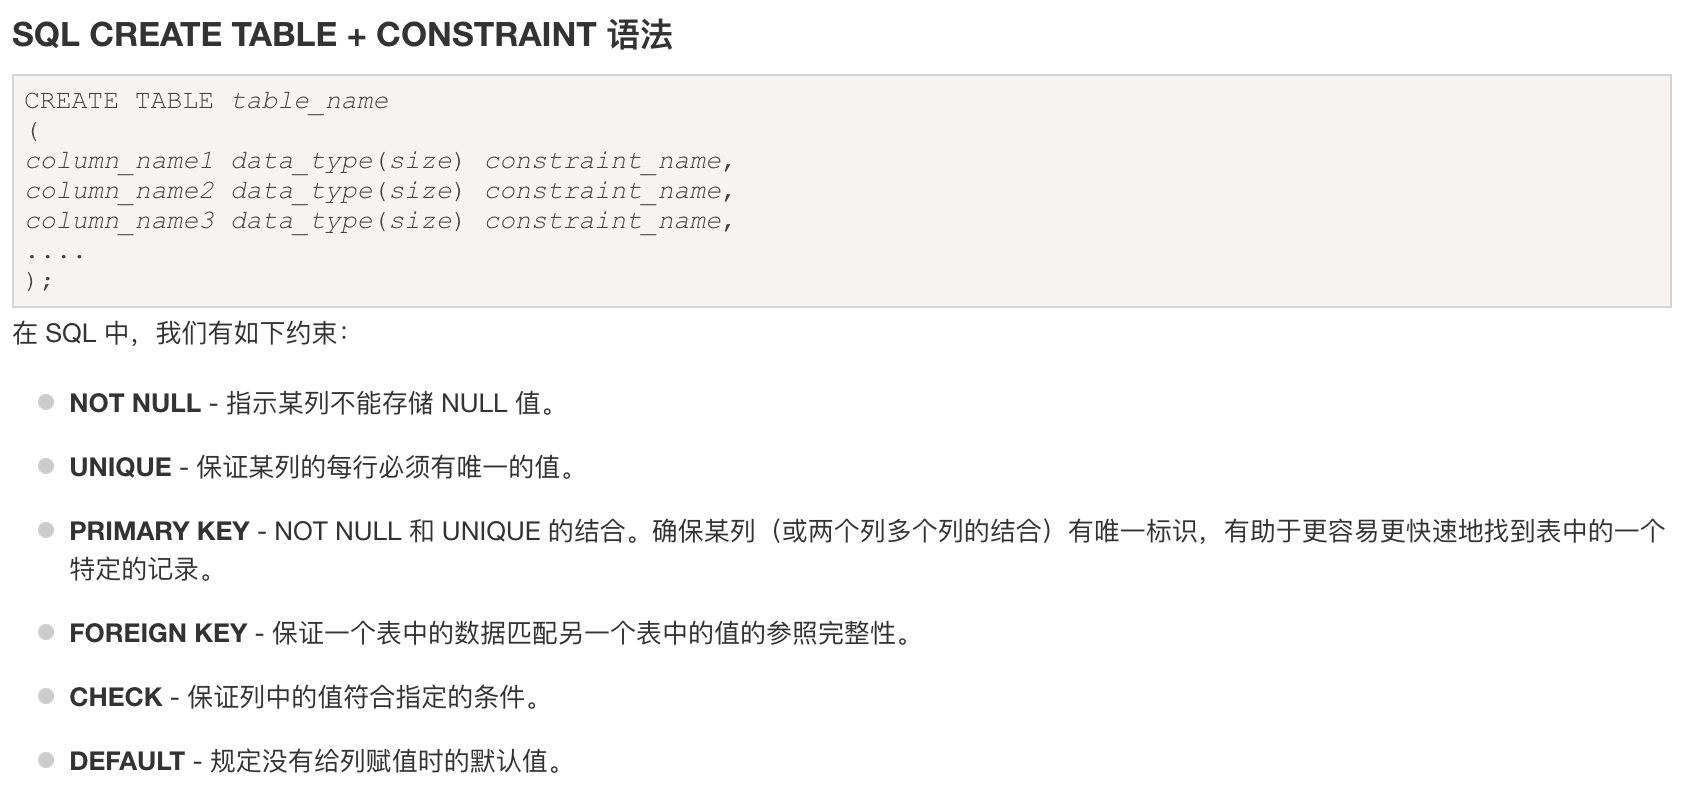 SQL CREATE TABLE + CONSTRAINT 语法
CREATE TABLE table_name
(
column_name1 data_type(size) constraint_name,
column_name2 data_type(size) constraint_name,
column_name3 data_type(size) constraint_name,
....
);
在 SQL 中，我们有如下约束：
NOT NULL - 指示某列不能存储 NULL 值。
UNIQUE - 保证某列的每行必须有唯一的值。
PRIMARY KEY - NOT NULL 和 UNIQUE 的结合。确保某列（或两个列多个列的结合）有唯一标识，有助于更容易更快速地找到表中的一个
特定的记录。
FOREIGN KEY - 保证一个表中的数据匹配另一个表中的值的参照完整性。
CHECK - 保证列中的值符合指定的条件。
DEFAULT - 规定没有给列赋值时的默认值。